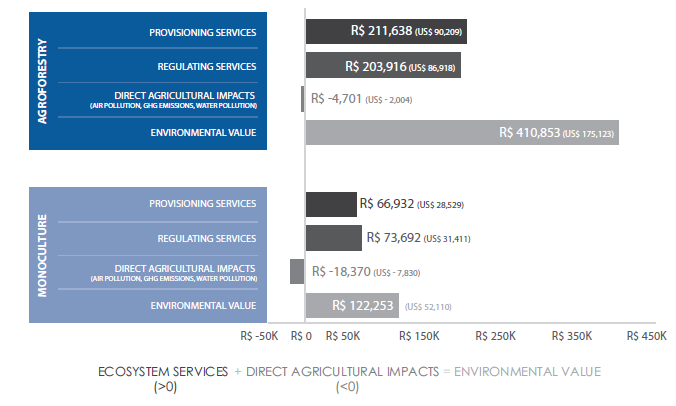 AGROFORESTRY
PROVISIONING SERVICES
R$ 211,638 (US$ 90,209)
REGULATING SERVICES
R$ 203,916 (US$ 86,918)
DIRECT AGRICULTURAL IMPACTS
(AIR POLLUTION, GHG EMISSIONS, WATER POLLUTION)
R$ -4,701 (US$ - 2,004)
ENVIRONMENTAL VALUE
R$ 410,853 (US$ 175,123)
MONOCULTURE
PROVISIONING SERVICES
R$ 66,932 (US$ 28,529)
REGULATING SERVICES
R$ 73,692 (US$ 31,411)
DIRECT AGRICULTURAL IMPACTS
(AIR POLLUTION, GHG EMISSIONS, WATER POLLUTION)
R$ -18,370 (US$ - 7,830)
ENVIRONMENTAL VALUE
R$ 122,253 (US$ 52,110)
R$ -50K R$ 0 R$ 50K R$ 150K R$ 250K R$ 350K R$ 450K
ECOSYSTEM SERVICES + DIRECT AGRICULTURAL IMPACTS = ENVIRONMENTAL VALUE
(>0) (<0)